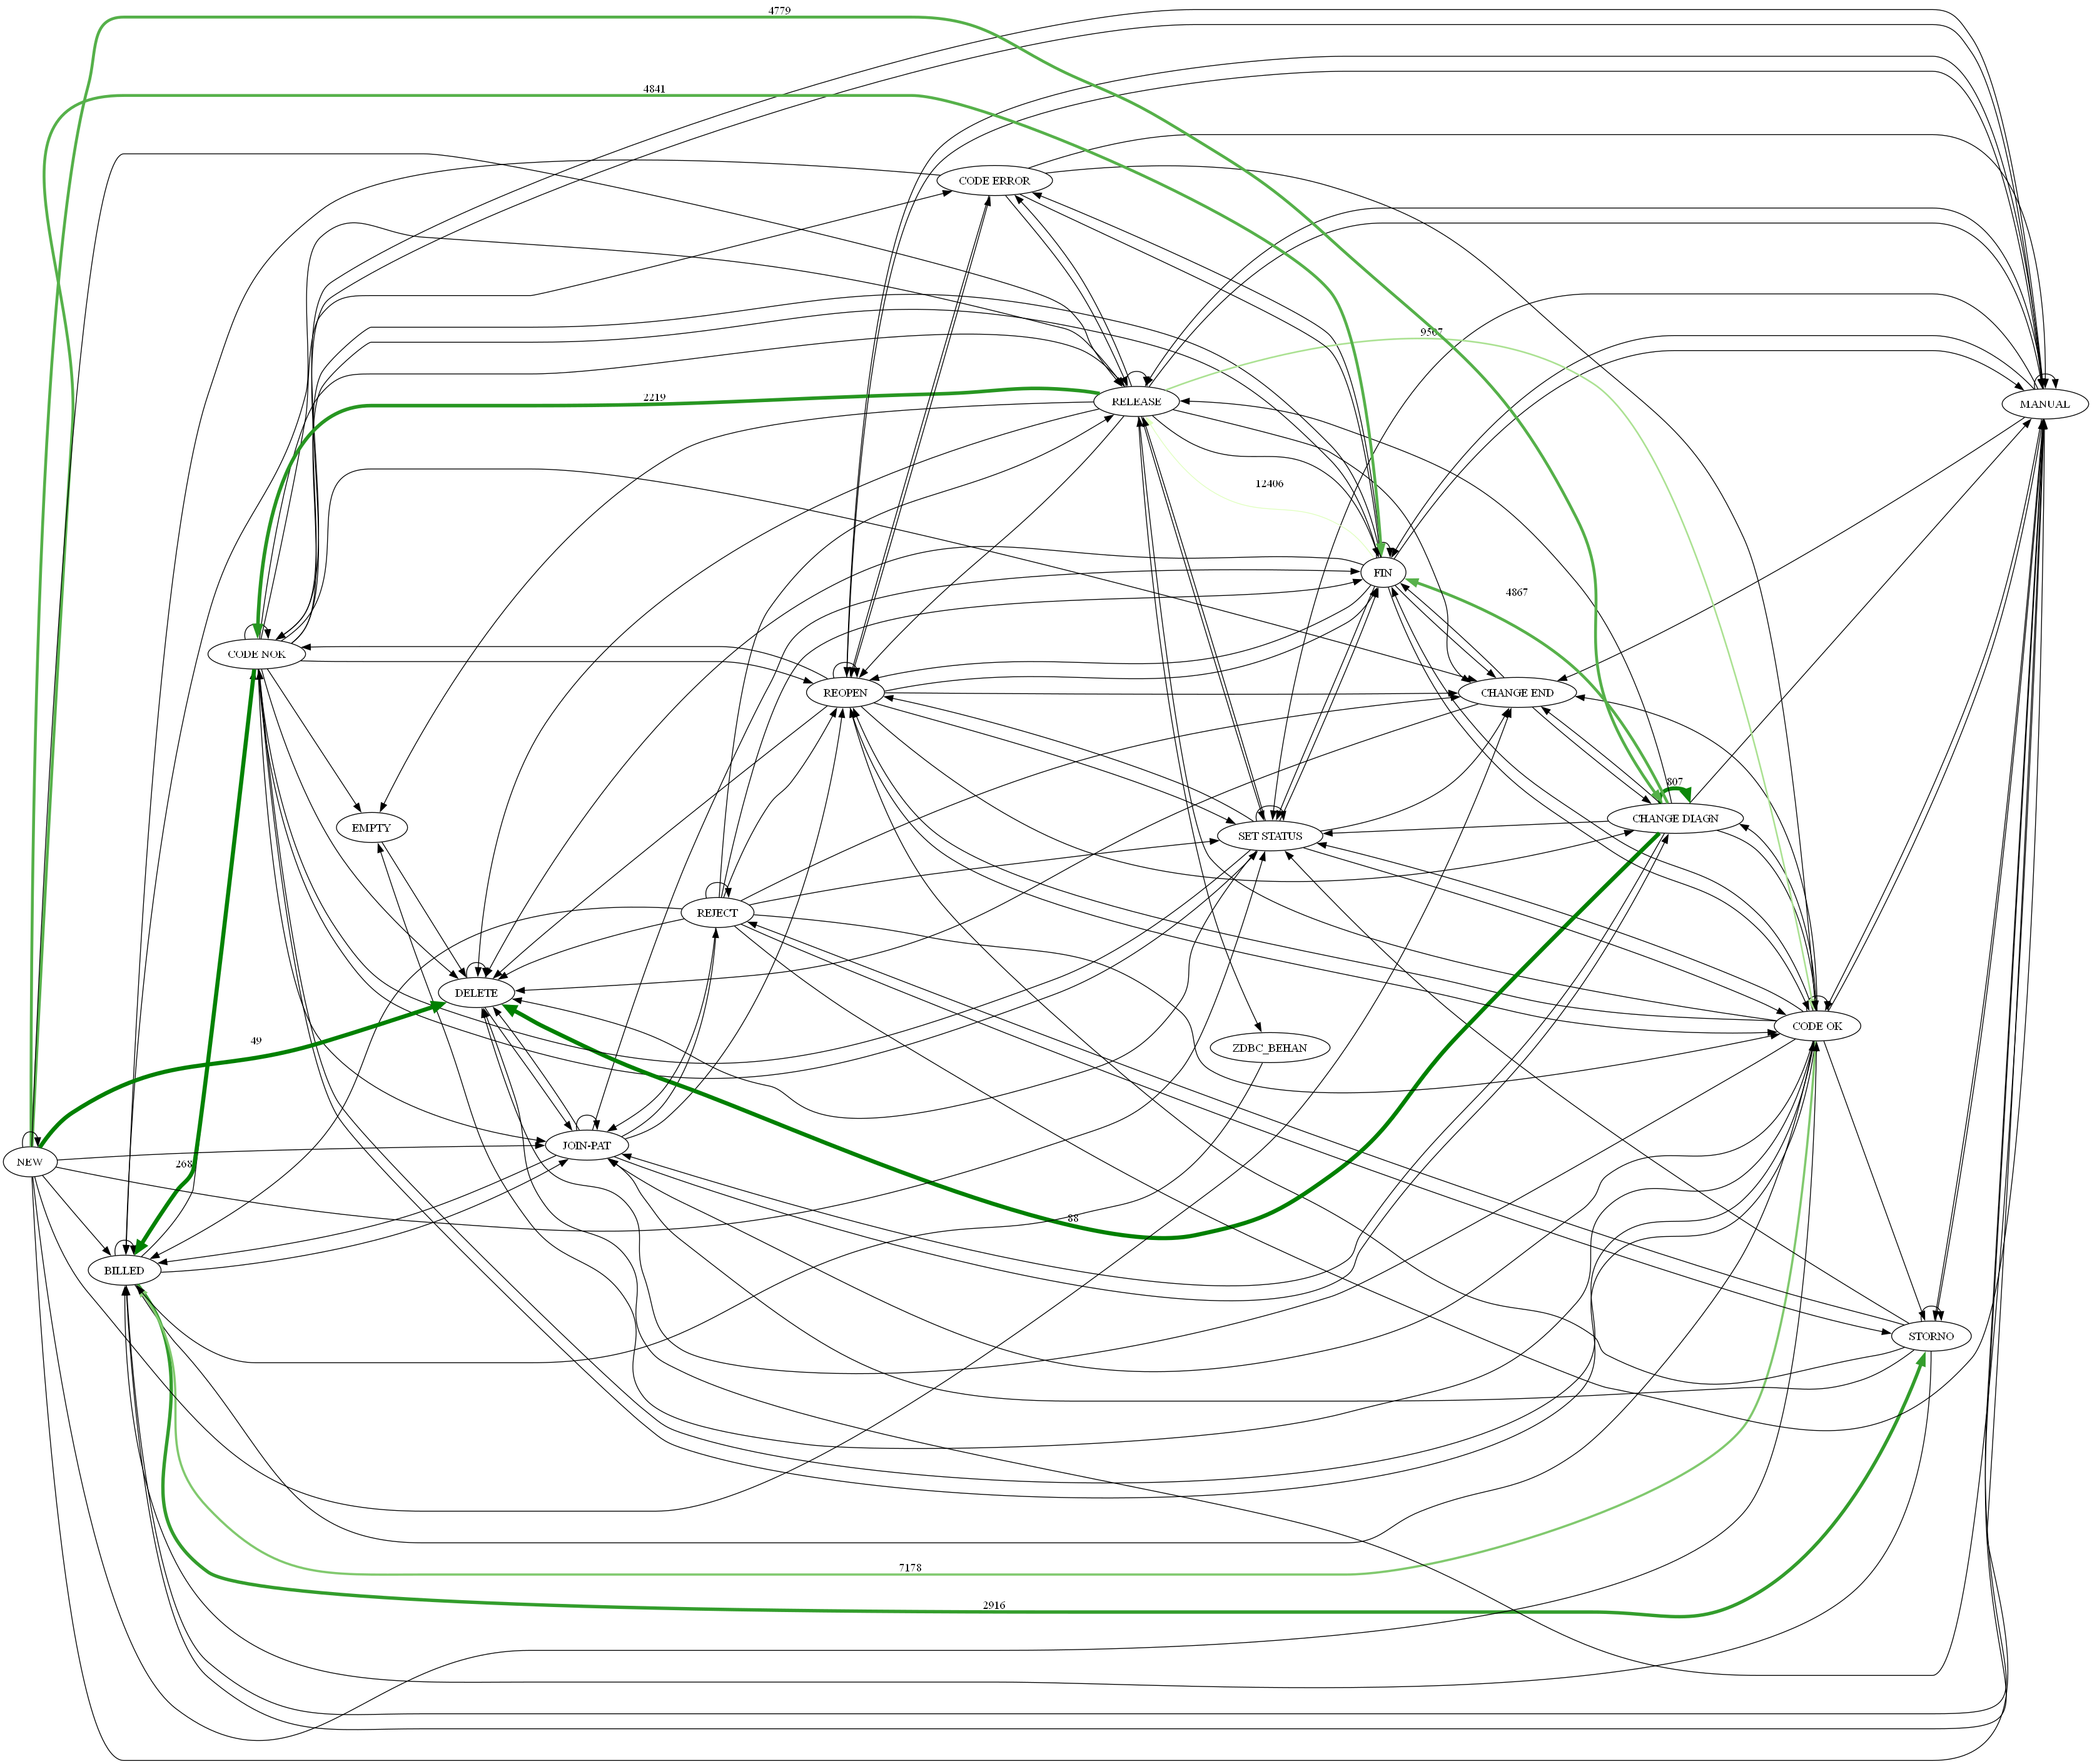 4779
4841
CODE ERROR
9567
2219
RELEASE
MANUAL
12406
FIN
4867
CODE NOK
REOPEN
CHANGE END
807
CHANGE DIAGN
EMPTY
SET STATUS
REJECT
DELETE
CODE OK
49
ZDBC_BEHAN
JOIN-PAT
NEW
268
88
BILLED
STORNO
7178
2916